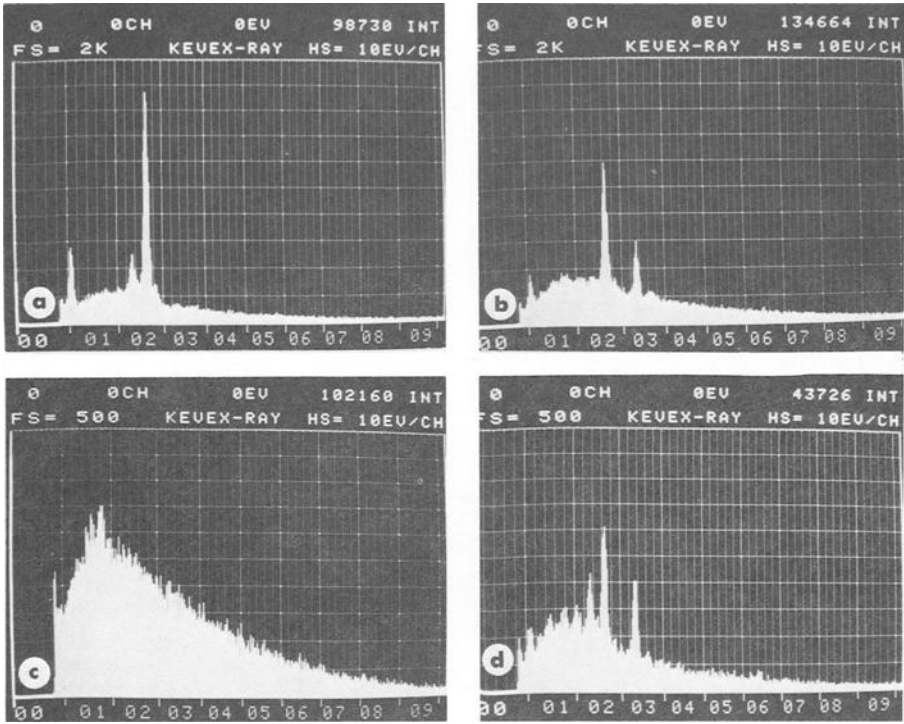 0 0CH 0EV 98730 INT
FS= 2K KEVEX-RAY HS= 10EV/CH
a
00 01 02 03 04 05 06 07 08 09
0 0CH 0EV 134664 INT
FS= 2K KEVEX-RAY HS= 10EV/CH
b
00 01 02 03 04 05 06 07 08 09
0 0CH 0EV 102160 INT
FS= 500 KEVEX-RAY HS= 10EV/CH
c
00 01 02 03 04 05 06 07 08 09
0 0CH 0EV 43726 INT
FS= 500 KEVEX-RAY HS= 10EV/CH
d
00 01 02 03 04 05 06 07 08 09